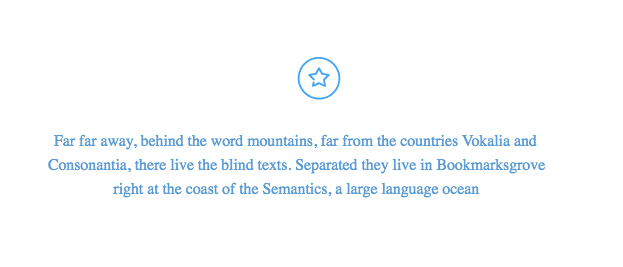 Far far away, behind the word mountains, far from the countries Vokalia and
Consonantia, there live the blind texts. Separated they live in Bookmarksgrove
right at the coast of the Semantics, a large language ocean